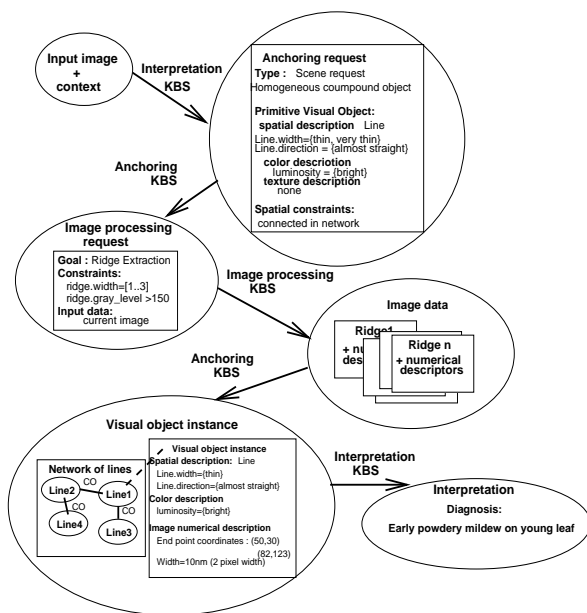 Input image
+
context
Interpretation
KBS
Anchoring request
Type : Scene request
Homogeneous coumpound object
Primitive Visual Object:
spatial description Line
Line.width={thin, very thin}
Line.direction = {almost straight}
color descriotion
luminosity = {bright}
texture description
none
Spatial constraints:
connected in network
Anchoring
KBS
Image processing
request
Goal : Ridge Extraction
Constraints:
ridge.width=[1..3]
ridge.gray_level >150
Input data:
current image
Image processing
KBS
Image data
Ridge1
+ numerical
Ridge n
+ numerical
descriptors
Anchoring
KBS
Visual object instance
Network of lines
CO
Line2
Line1
CO
CO
Line4
Line3
Visual object instance
Spatial description: Line
Line.width={thin}
Line.direction={almost straight}
Color description
luminosity={bright}
Image numerical description
End point coordinates : (50,30)
(82,123)
Width=10nm (2 pixel width)
Interpretation
KBS
Interpretation
Diagnosis:
Early powdery mildew on young leaf